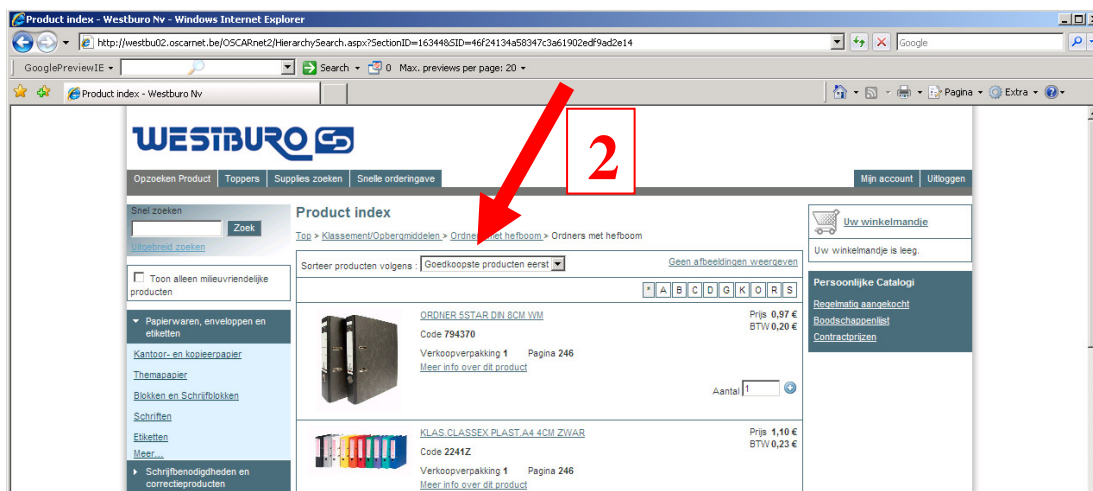 Product index - Westburo Nv - Windows Internet Explorer
http://westbu02.oscarnet.be/OSCARnet2/HierarchySearch.aspx?SectionID=16344&SID=46f24134a58347c3a61902edf9ad2e14
Google
GooglePreviewIE
Search
0 Max. previews per page: 20
Product index - Westburo Nv
Pagina
Extra
WESTBURO
2
Opzoeken Product
Toppers
Supplies zoeken
Snelle orderingave
Mijn account
Uitloggen
Snel zoeken
Zoek
Uitgebreid zoeken
Toon alleen milieuvriendelijke
producten
Papierwaren, enveloppen en
etiketten
Kantoor- en kopieerpapier
Themapapier
Blokken en Schrijfblokken
Schriften
Etiketten
Meer...
Schrijfbenodigdheden en
correctieproducten
Product index
Top > Klassement/Opbergmiddelen > Ordners met hefboom > Ordners met hefboom
Sorteer producten volgens : Goedkoopste producten eerst
Geen afbeeldingen weergeven
* A B C D G K O R S
ORDNER 5STAR DIN 8CM WM
Prijs 0,97 €
BTW 0,20 €
Code 794370
Verkoopverpakking 1 Pagina 246
Meer info over dit product
Aantal 1
KLAS.CLASSEX PLAST.A4 4CM ZWAR
Prijs 1,10 €
BTW 0,23 €
Code 2241Z
Verkoopverpakking 1 Pagina 246
Meer info over dit product
Uw winkelmandje
Uw winkelmandje is leeg.
Persoonlijke Catalogi
Regelmatig aangekocht
Boodschappenlijst
Contractprijzen